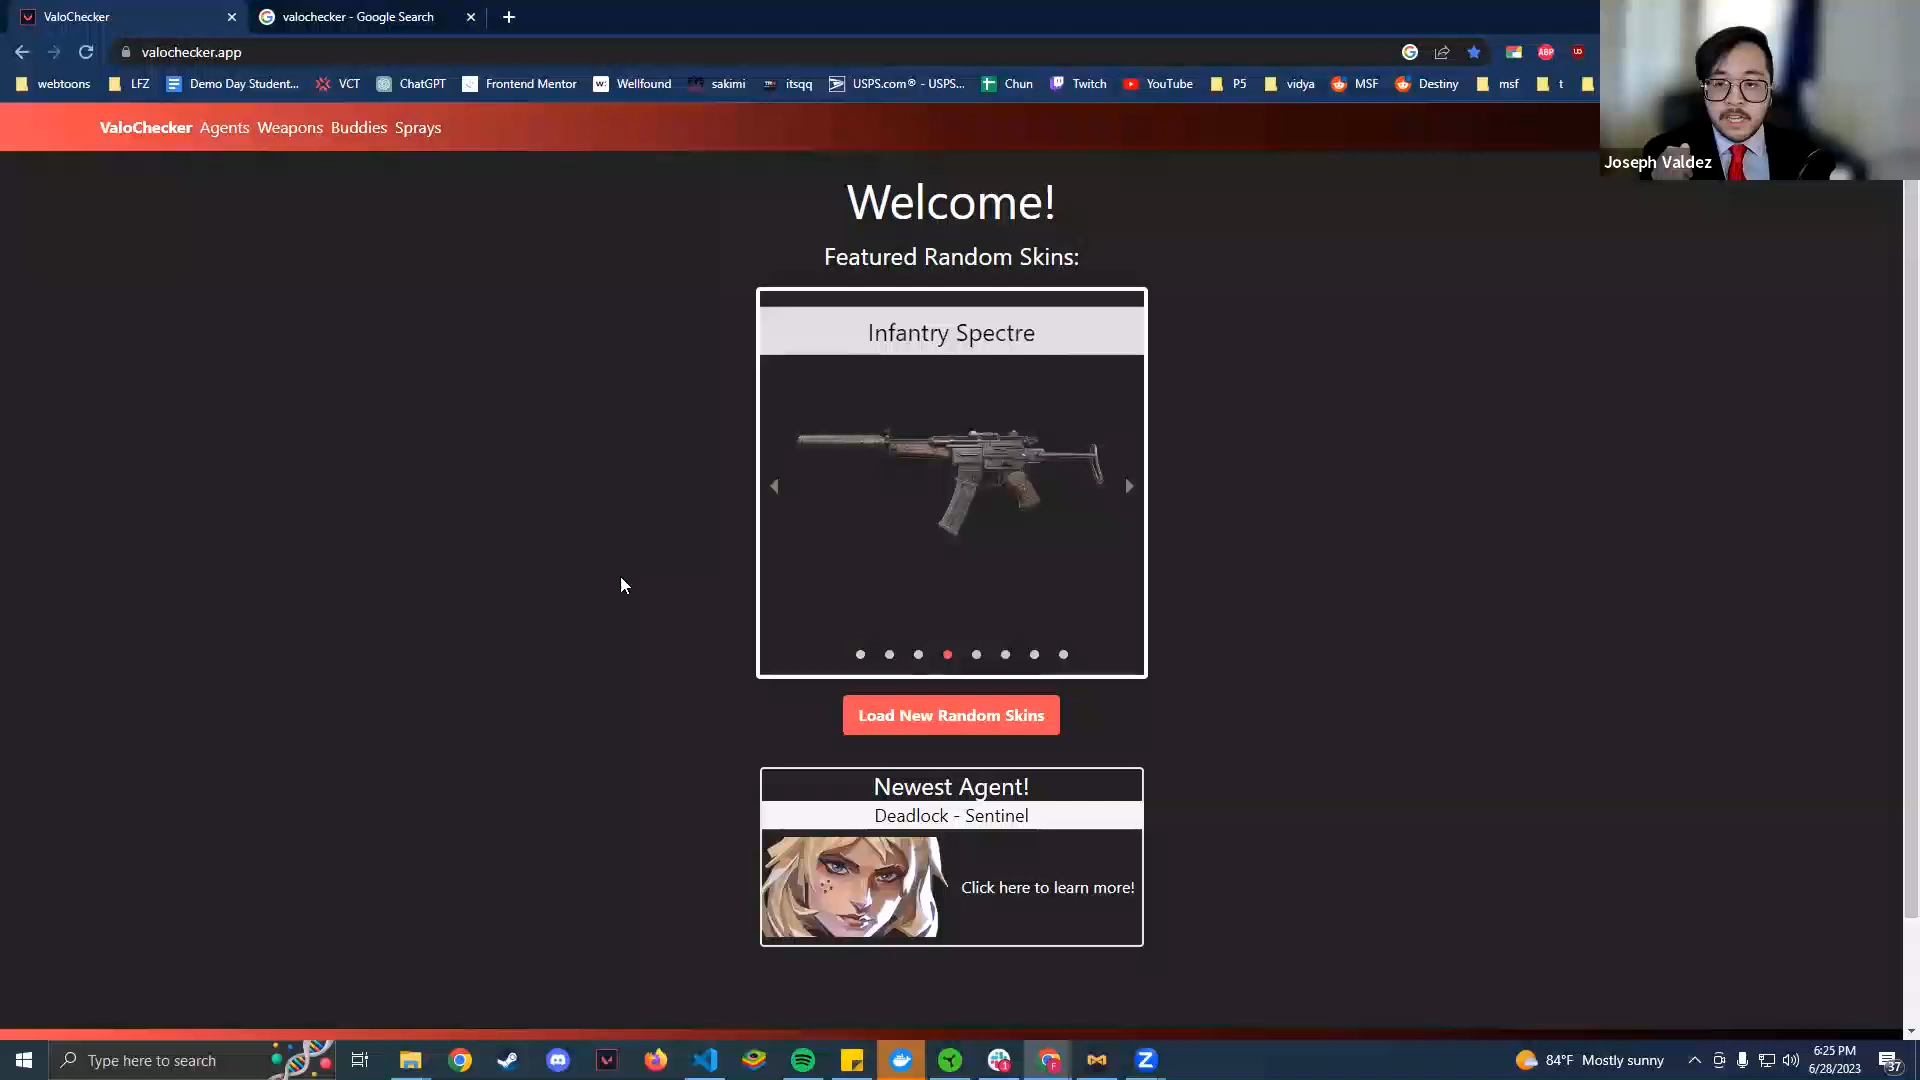 ValoChecker
valochecker - Google Search
valochecker.app
webtoons LFZ Demo Day Student... VCT ChatGPT Frontend Mentor Wellfound sakimi itsqq USPS.com® - USPS... Chun Twitch YouTube P5 vidya MSF Destiny msf t
ValoChecker Agents Weapons Buddies Sprays
Joseph Valdez
Welcome!
Featured Random Skins:
Infantry Spectre
Load New Random Skins
Newest Agent!
Deadlock - Sentinel
Click here to learn more!
Type here to search
84°F Mostly sunny
6:25 PM
6/28/2023
37